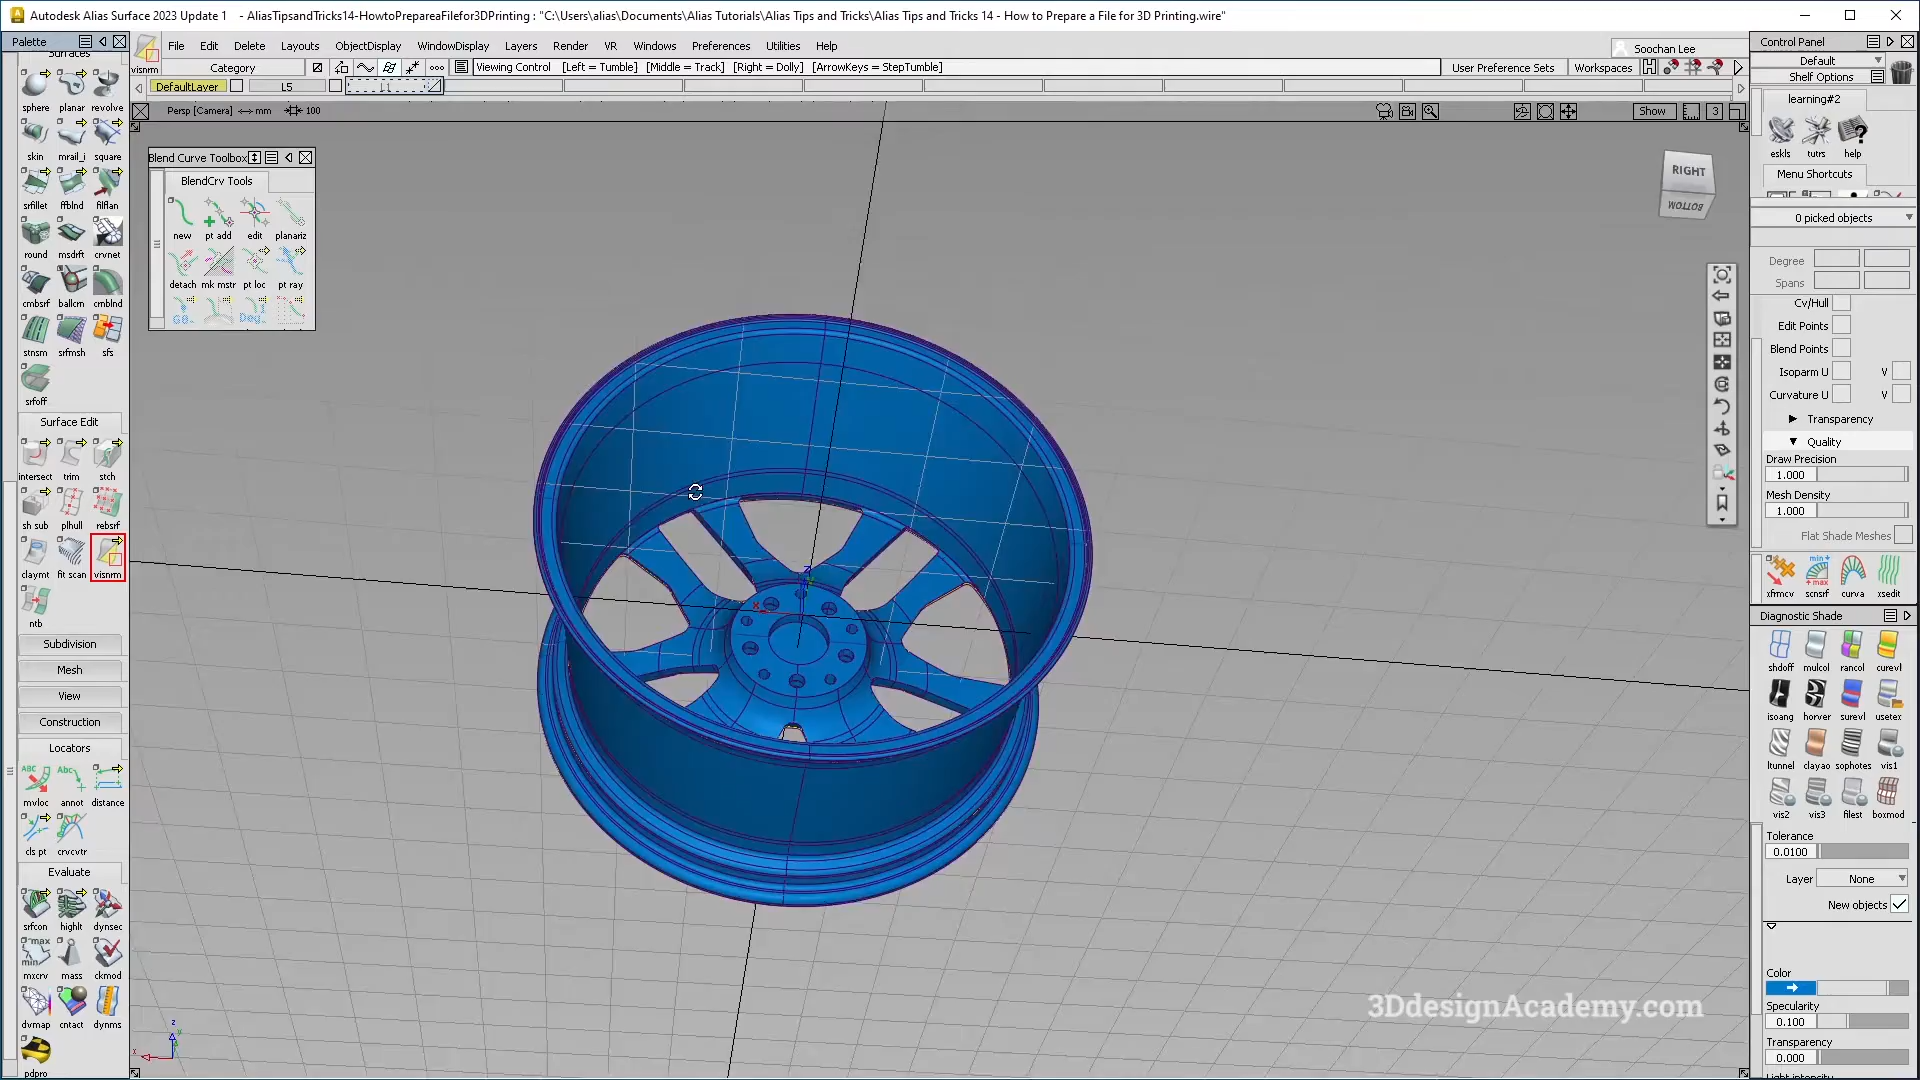 Autodesk Alias Surface 2023 Update 1 - AliasTipsandTricks14-HowtoPrepareaFilefor3DPrinting : "C:\Users\alias\Documents\Alias Tutorials\Alias Tips and Tricks\Alias Tips and Tricks 14 - How to Prepare a File for 3D Printing.wire"
Palette
File Edit Delete Layouts ObjectDisplay WindowDisplay Layers Render VR Windows Preferences Utilities Help
Soochan Lee
visnrm
Category
Viewing Control [Left = Tumble] [Middle = Track] [Right = Dolly] [ArrowKeys = StepTumble]
User Preference Sets
Workspaces
DefaultLayer
L5
L1
Persp [Camera] <-> mm 100
Show
3
Surfaces
sphere planar revolve
skin mrail_i square
srfillet ffblnd filflan
round msdrft crvnet
cmbsrf ballcrn cmblnd
stnsm srfmsh sfs
srfoff
Surface Edit
intersect trim stch
sh sub plhull rebsrf
claymt fit scan visnrm
ntb
Subdivision
Mesh
View
Construction
Locators
mvloc annot distance
cls pt crvcvtr
Evaluate
srfcon highlt dynsec
mxcrv mass ckmod
dvmap cntact dynms
pdpro
Blend Curve Toolbox
BlendCrv Tools
new pt add edit planariz
detach mk mstr pt loc pt ray
RIGHT
BOTTOM
z
x
x
z
y
3DdesignAcademy.com
Control Panel
Default
Shelf Options
learning#2
eskls tutrs help
Menu Shortcuts
0 picked objects
Degree
Spans
Cv/Hull
Edit Points
Blend Points
Isoparm U V
Curvature U V
Transparency
Quality
Draw Precision
1.000
Mesh Density
1.000
Flat Shade Meshes
xfrmcv scnsrf curva xsedit
Diagnostic Shade
shdoff mulcol rancol curevl
isoang horver surevl usetex
ltunnel clayao sophotes vis1
vis2 vis3 filest boxmod
Tolerance
0.0100
Layer None
New objects
Color
Specularity
0.100
Transparency
0.000